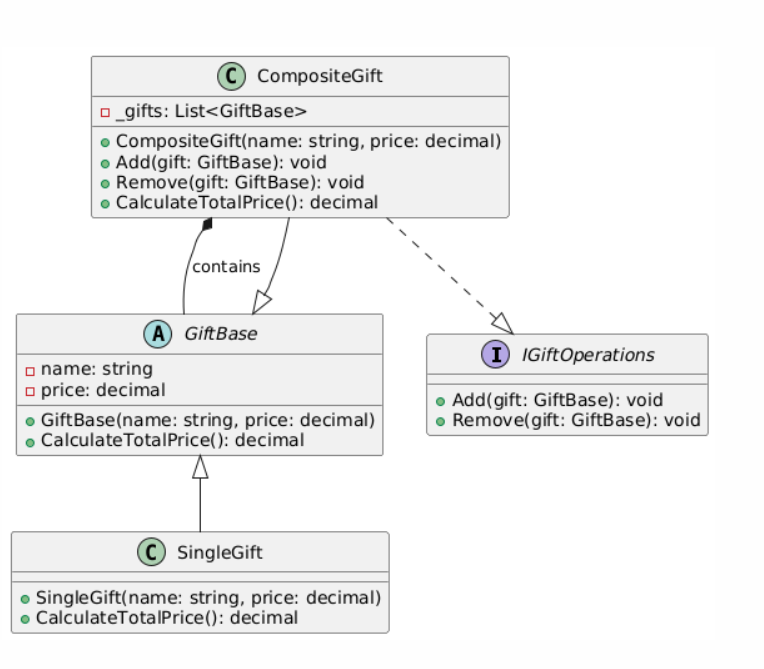 C CompositeGift
_gifts: List<GiftBase>
CompositeGift(name: string, price: decimal)
Add(gift: GiftBase): void
Remove(gift: GiftBase): void
CalculateTotalPrice(): decimal
contains
A GiftBase
name: string
price: decimal
GiftBase(name: string, price: decimal)
CalculateTotalPrice(): decimal
I IGiftOperations
Add(gift: GiftBase): void
Remove(gift: GiftBase): void
C SingleGift
SingleGift(name: string, price: decimal)
CalculateTotalPrice(): decimal